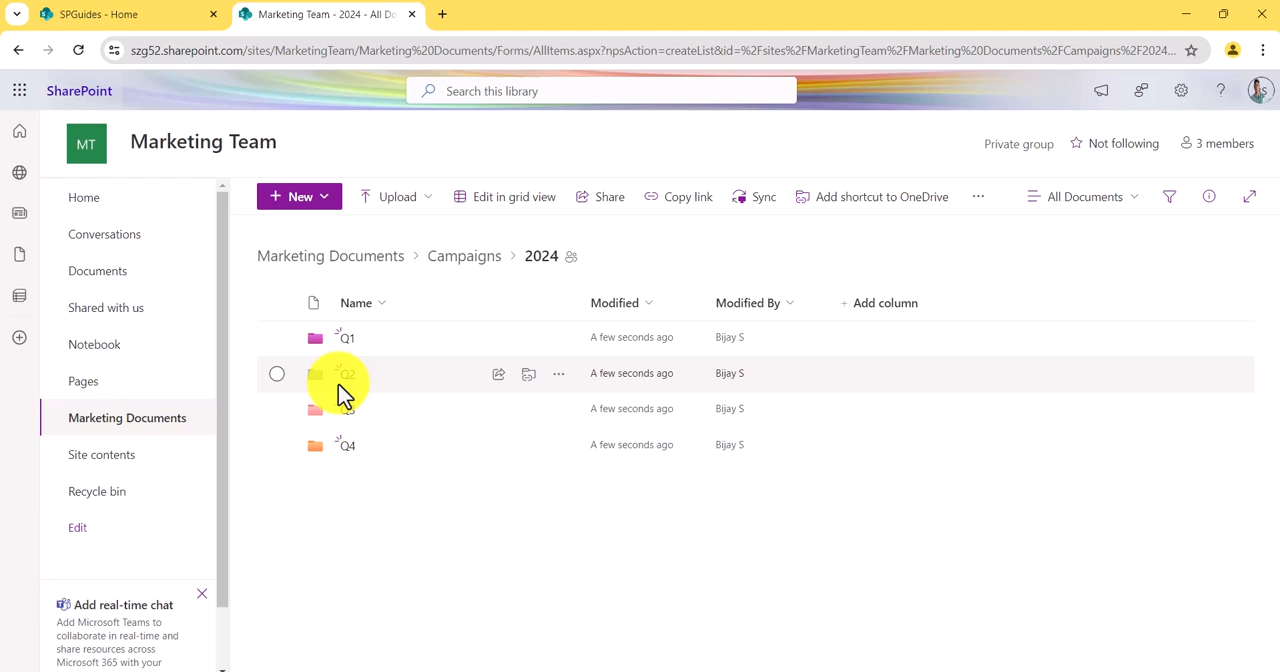 SPGuides - Home
Marketing Team - 2024 - All Do
szg52.sharepoint.com/sites/MarketingTeam/Marketing%20Documents/Forms/AllItems.aspx?npsAction=createList&id=%2Fsites%2FMarketingTeam%2FMarketing%20Documents%2FCampaigns%2F2024...
SharePoint
Search this library
MT
Marketing Team
Private group
Not following
3 members
Home
Conversations
Documents
Shared with us
Notebook
Pages
Marketing Documents
Site contents
Recycle bin
Edit
Add real-time chat
Add Microsoft Teams to
collaborate in real-time and
share resources across
Microsoft 365 with your
+ New
Upload
Edit in grid view
Share
Copy link
Sync
Add shortcut to OneDrive
...
All Documents
Marketing Documents > Campaigns > 2024
Name
Modified
Modified By
+ Add column
Q1 A few seconds ago Bijay S
Q2 ... A few seconds ago Bijay S
Q3 A few seconds ago Bijay S
Q4 A few seconds ago Bijay S